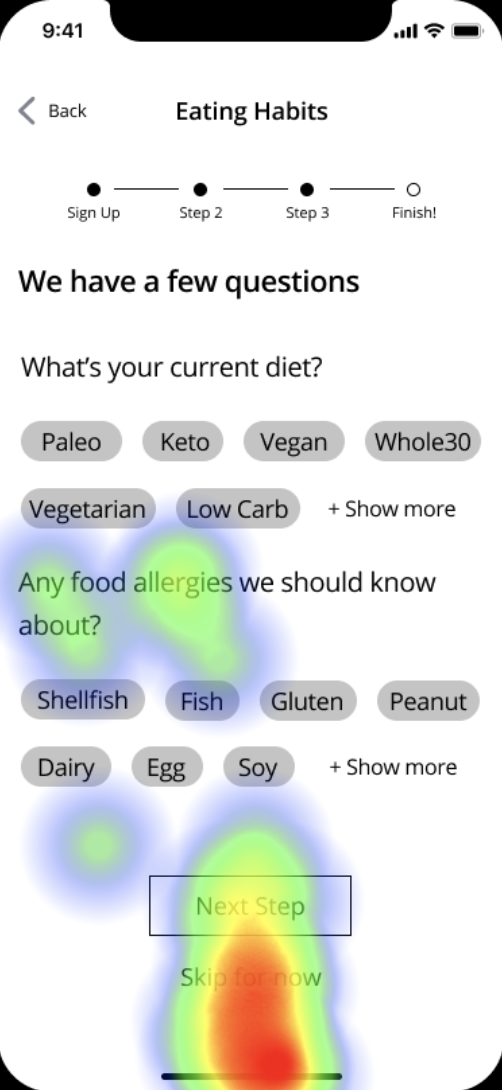 9:41
Back
Eating Habits
Sign Up
Step 2
Step 3
Finish!
We have a few questions
What's your current diet?
Paleo
Keto
Vegan
Whole30
Vegetarian
Low Carb
+ Show more
Any food allergies we should know
about?
Shellfish
Fish
Gluten
Peanut
Dairy
Egg
Soy
+ Show more
Next Step
Skip for now